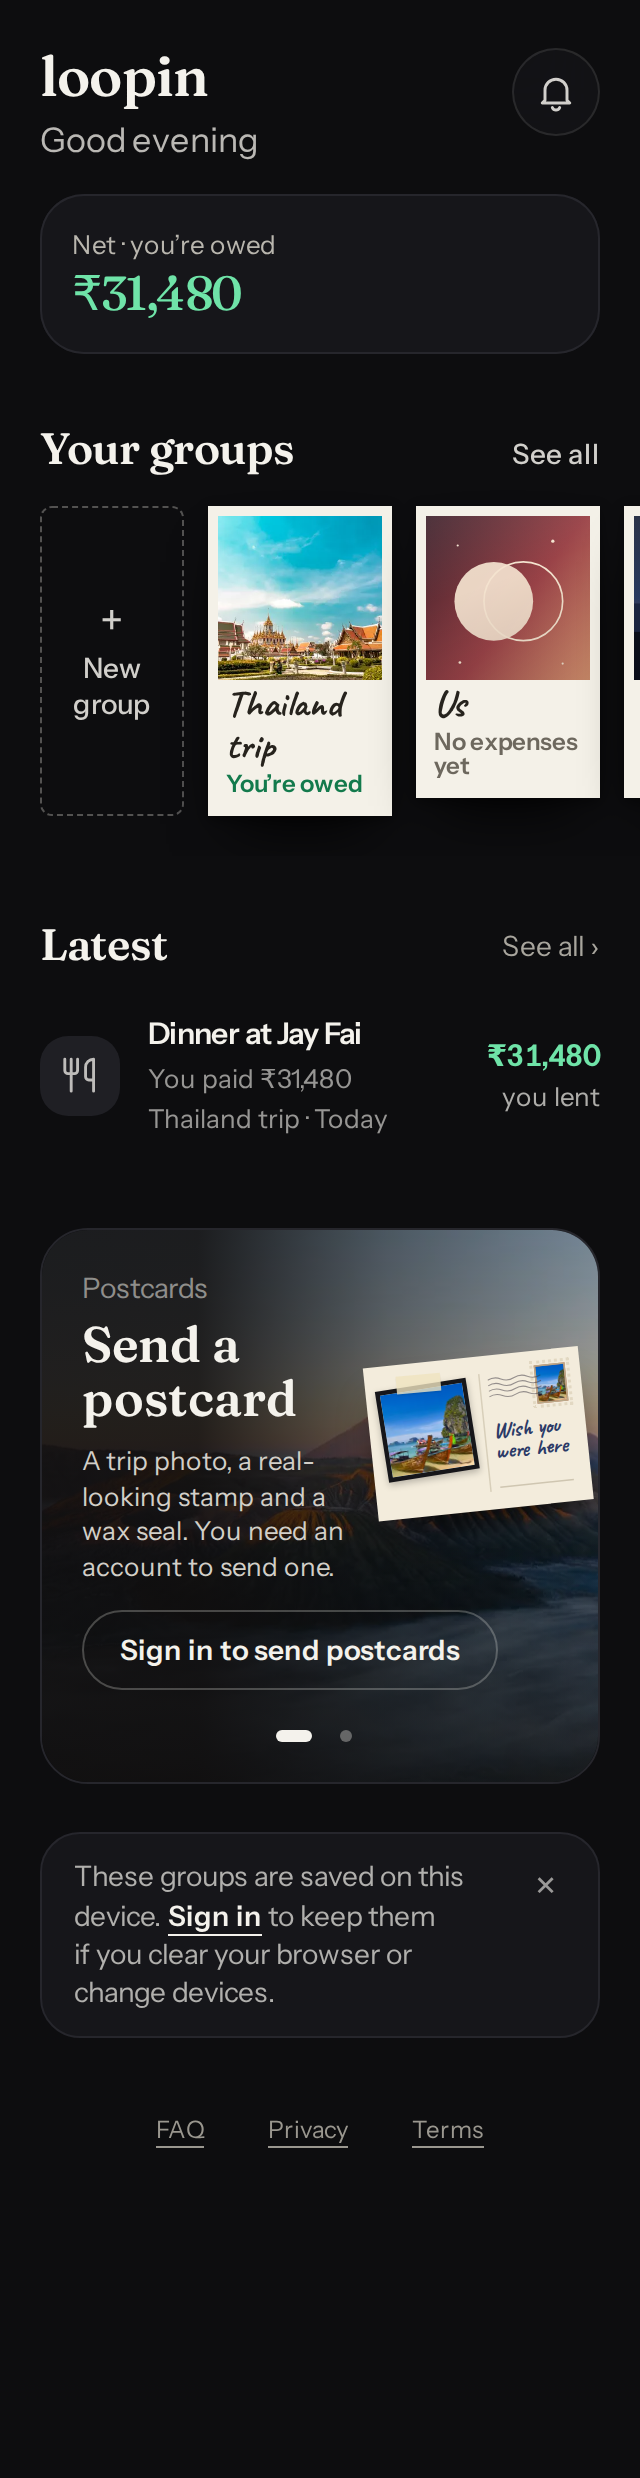 loopin
Good evening
Net · you’re owed
₹31,480
Your groups
See all
+
New
group
Thailand
trip
You’re owed
Us
No expenses
yet
Latest
See all ›
Dinner at Jay Fai
You paid ₹31,480
Thailand trip · Today
₹31,480
you lent
Postcards
Send a
postcard
A trip photo, a real-
looking stamp and a
wax seal. You need an
account to send one.
Wish you
were here
Sign in to send postcards
These groups are saved on this
device. Sign in to keep them
if you clear your browser or
change devices.
FAQ
Privacy
Terms